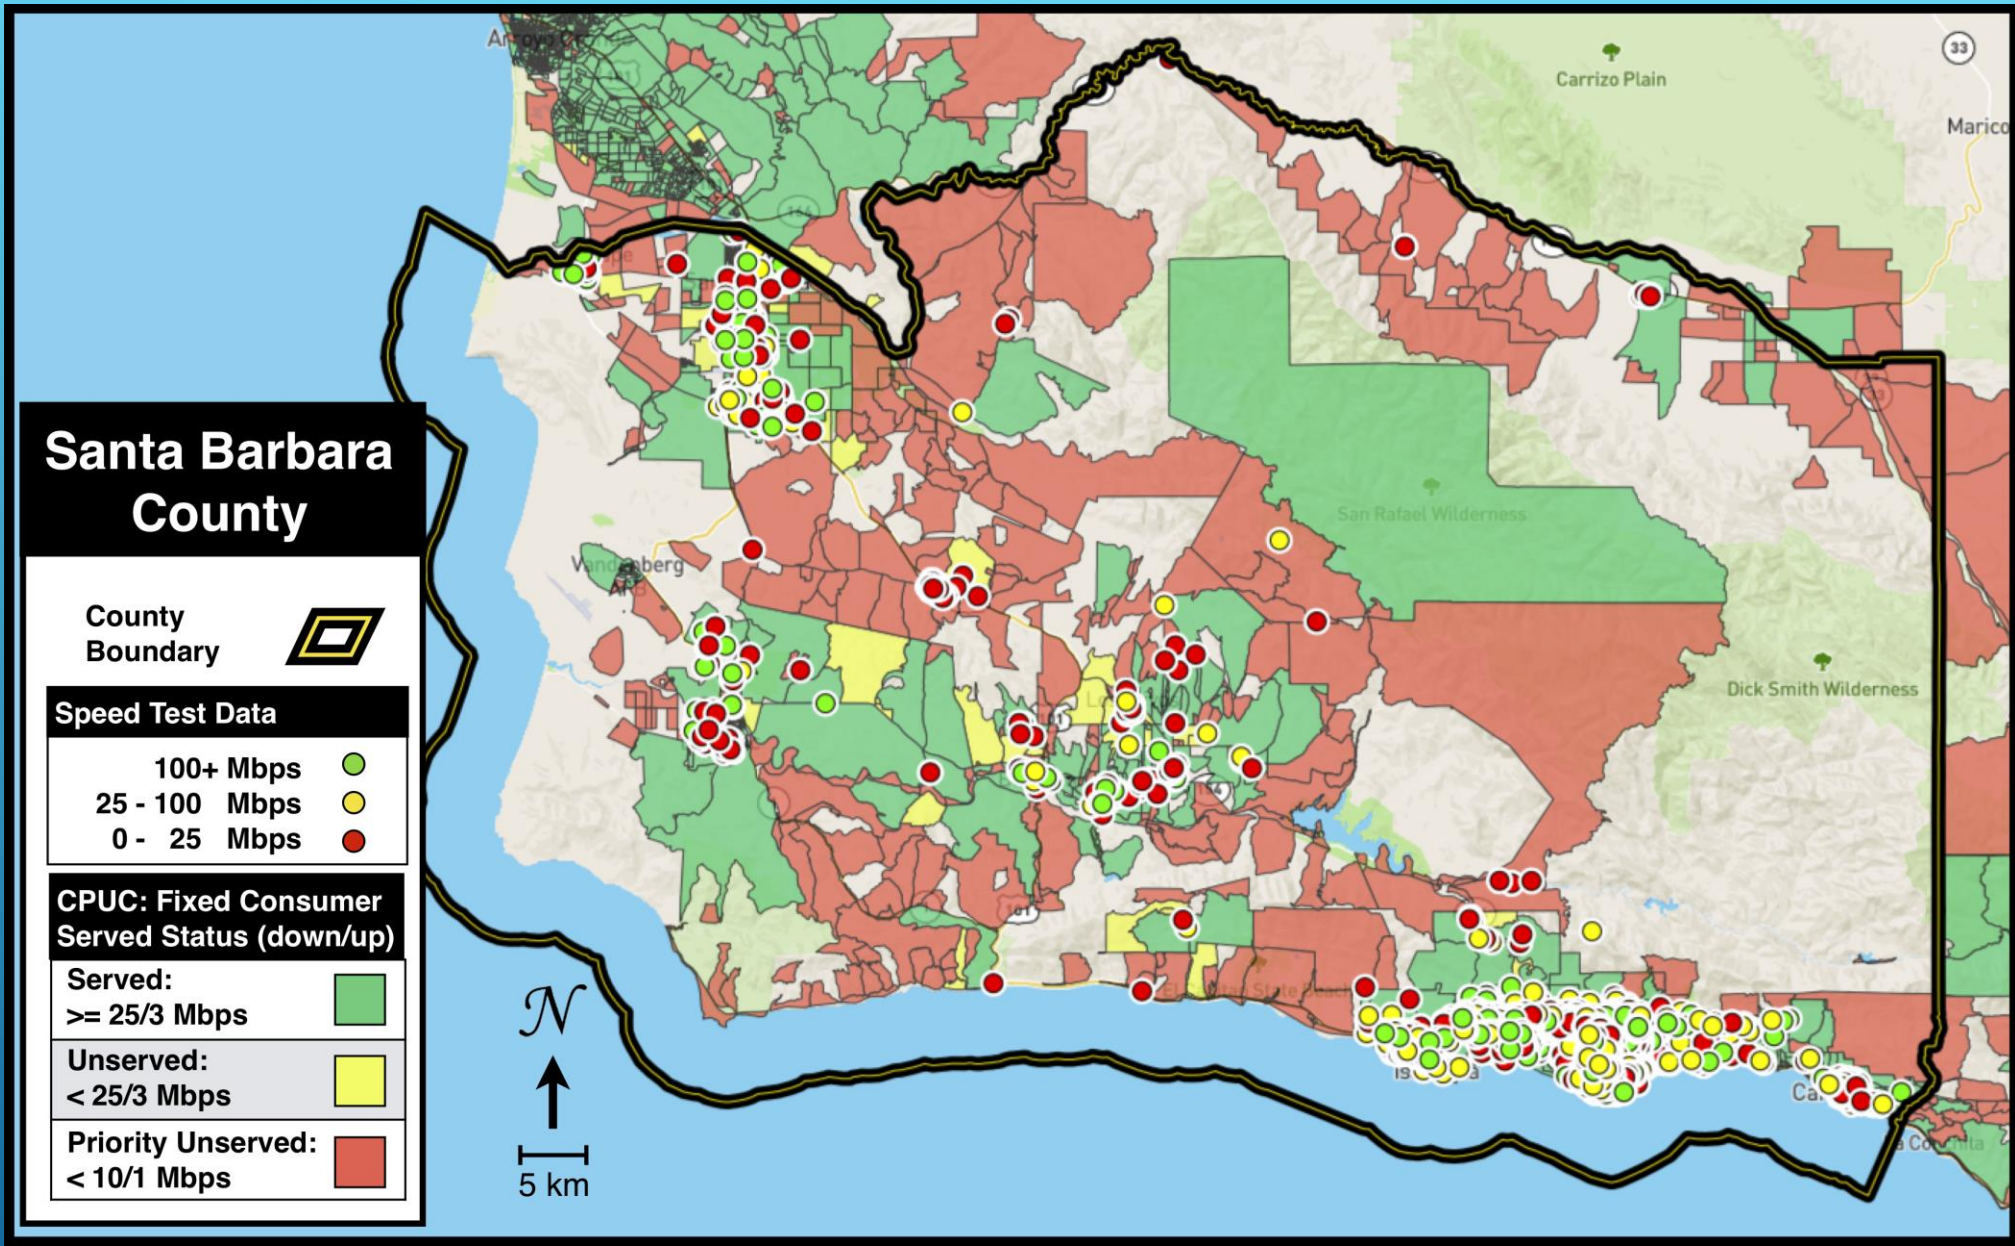 Santa Barbara
County
County
Boundary
Speed Test Data
100+ Mbps
25 - 100 Mbps
0 - 25 Mbps
CPUC: Fixed Consumer
Served Status (down/up)
Served:
>= 25/3 Mbps
Unserved:
< 25/3 Mbps
Priority Unserved:
< 10/1 Mbps
N
5 km
Carrizo Plain
33
Marico
San Rafael Wilderness
Dick Smith Wilderness
101